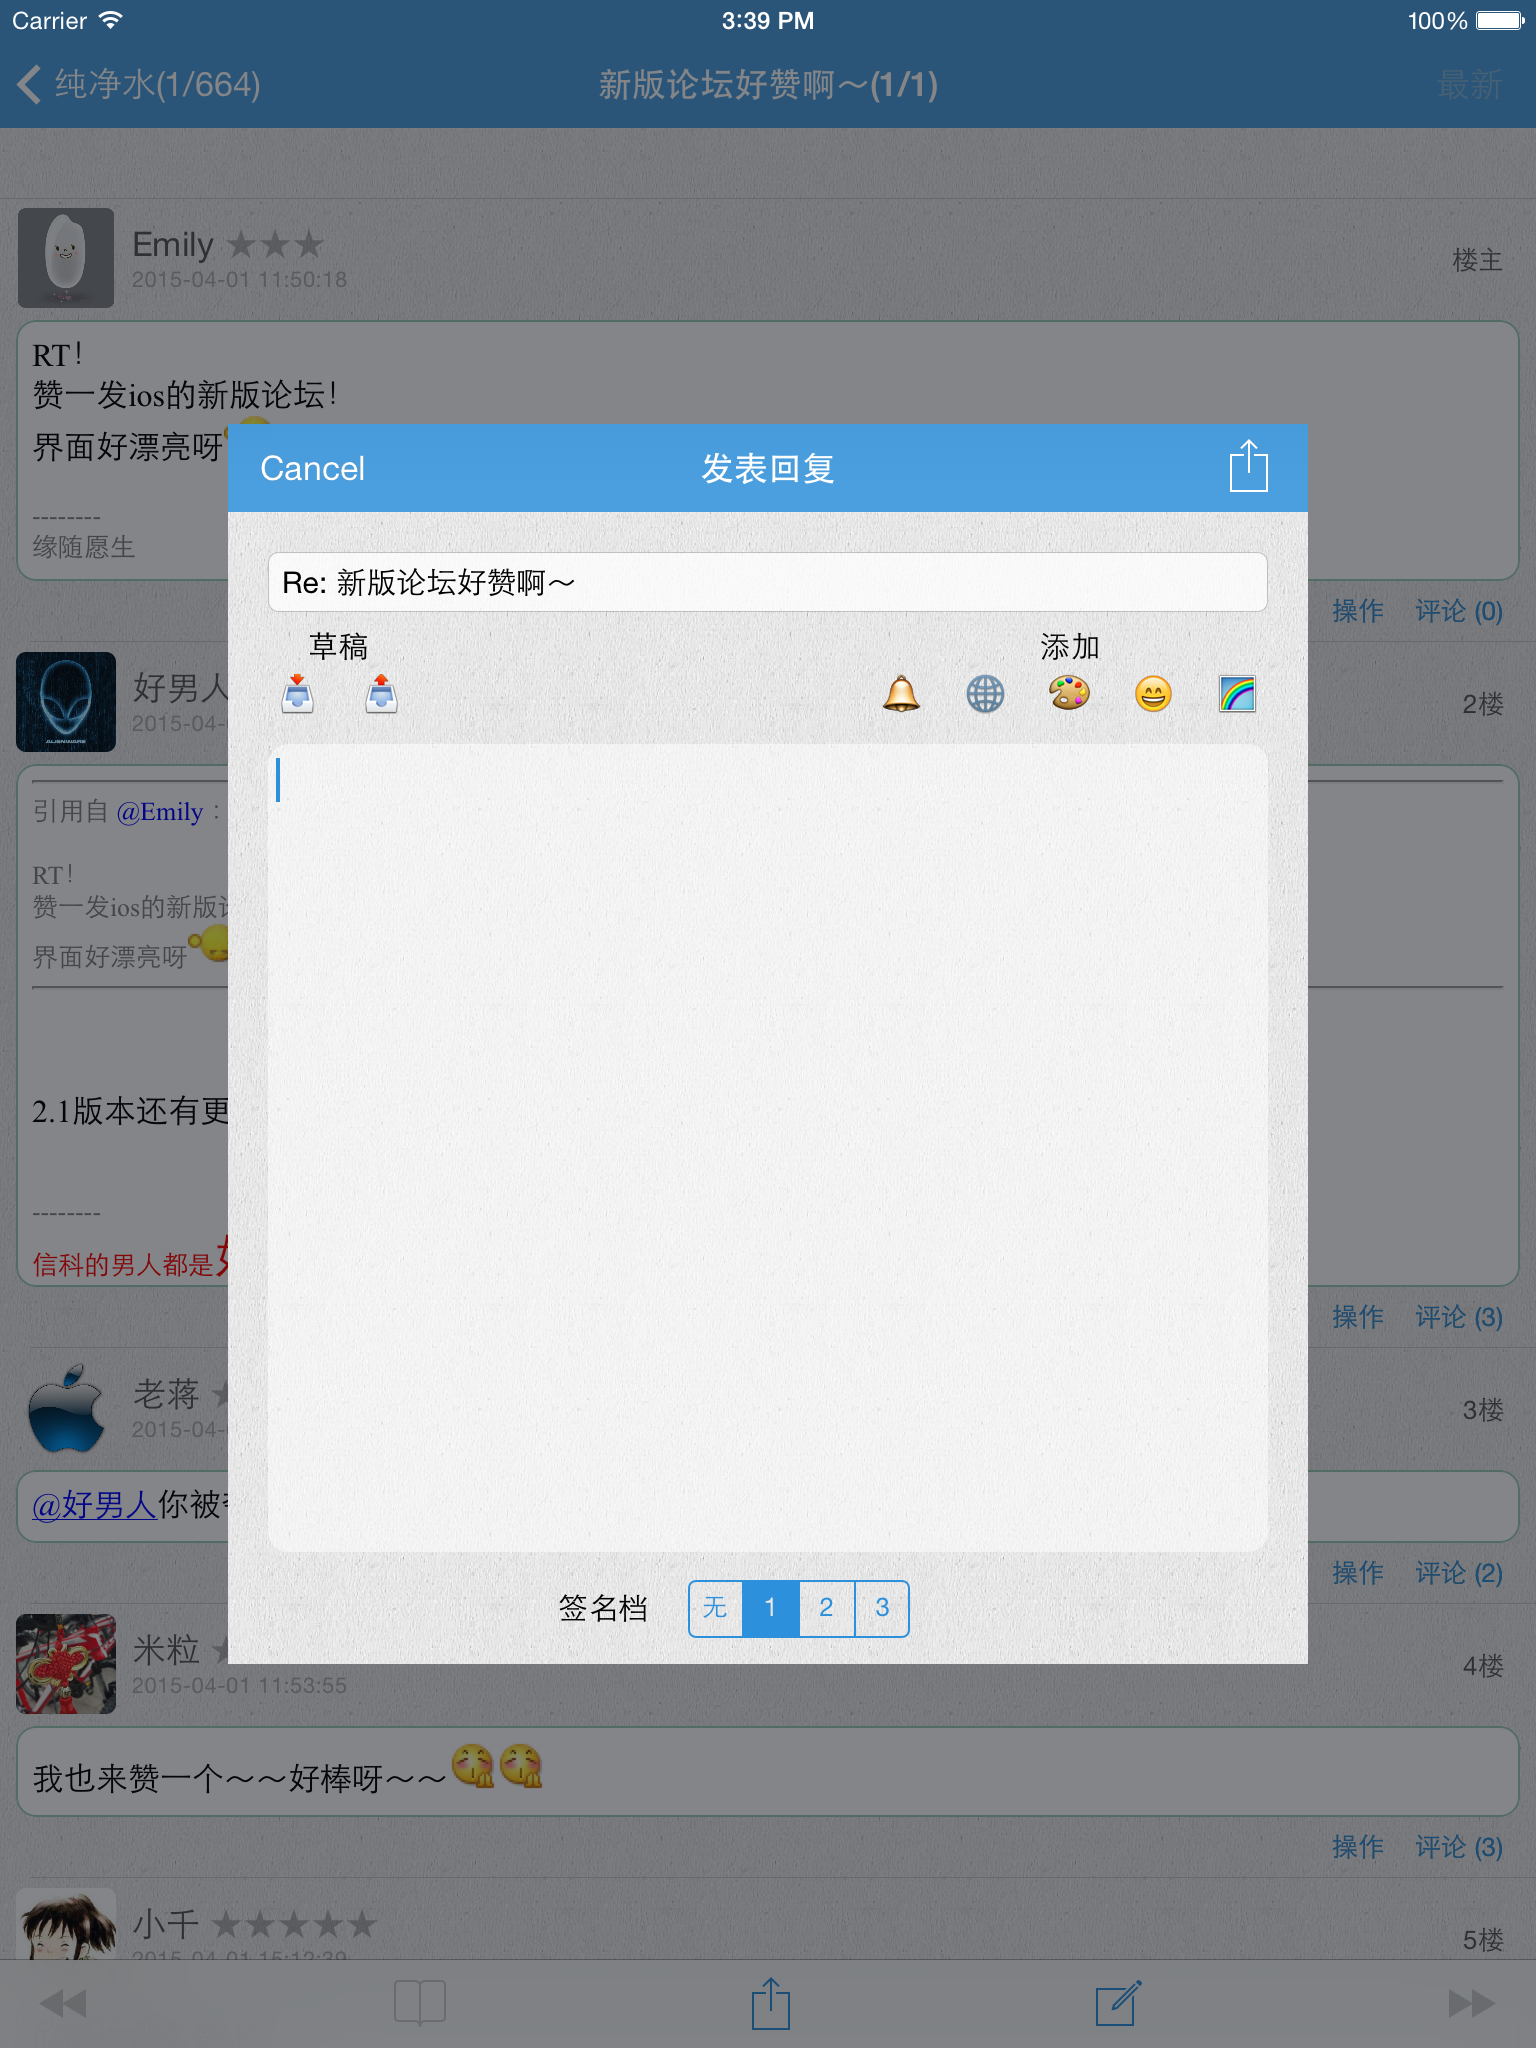 Carrier 3:39 PM 100%
纯净水(1/664) 新版论坛好赞啊～(1/1) 最新
Emily
2015-04-01 11:50:18
楼主
RT！
赞一发ios的新版论坛！
界面好漂亮呀
--------
缘随愿生
操作 评论 (0)
Cancel 发表回复
Re: 新版论坛好赞啊～
草稿 添加
签名档 无 1 2 3
好男人
2015-04-
2楼
引用自 @Emily：
RT！
赞一发ios的新版
界面好漂亮呀
2.1版本还有更
--------
信科的男人都是
操作 评论 (3)
老蒋
2015-04-
3楼
@好男人你被
操作 评论 (2)
米粒
2015-04-01 11:53:55
4楼
我也来赞一个～～好棒呀～～
操作 评论 (3)
小千
2015-04-01 15:12:39
5楼